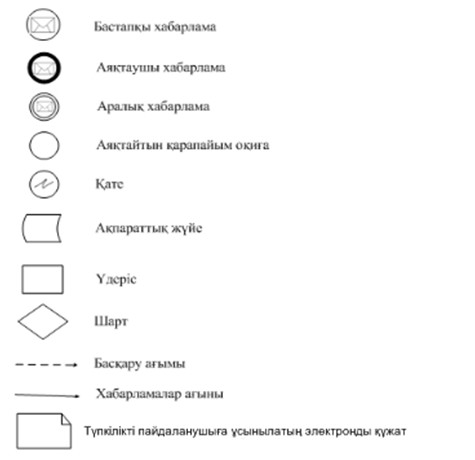 Бастапқы хабарлама
Аяқтаушы хабарлама
Аралық хабарлама
Аяқтайтын қарапайым оқиға
Қате
Ақпараттық жүйе
Үдеріс
Шарт
Басқару ағымы
Хабарламалар ағыны
Түпкілікті пайдаланушыға ұсынылатың электронды құжат